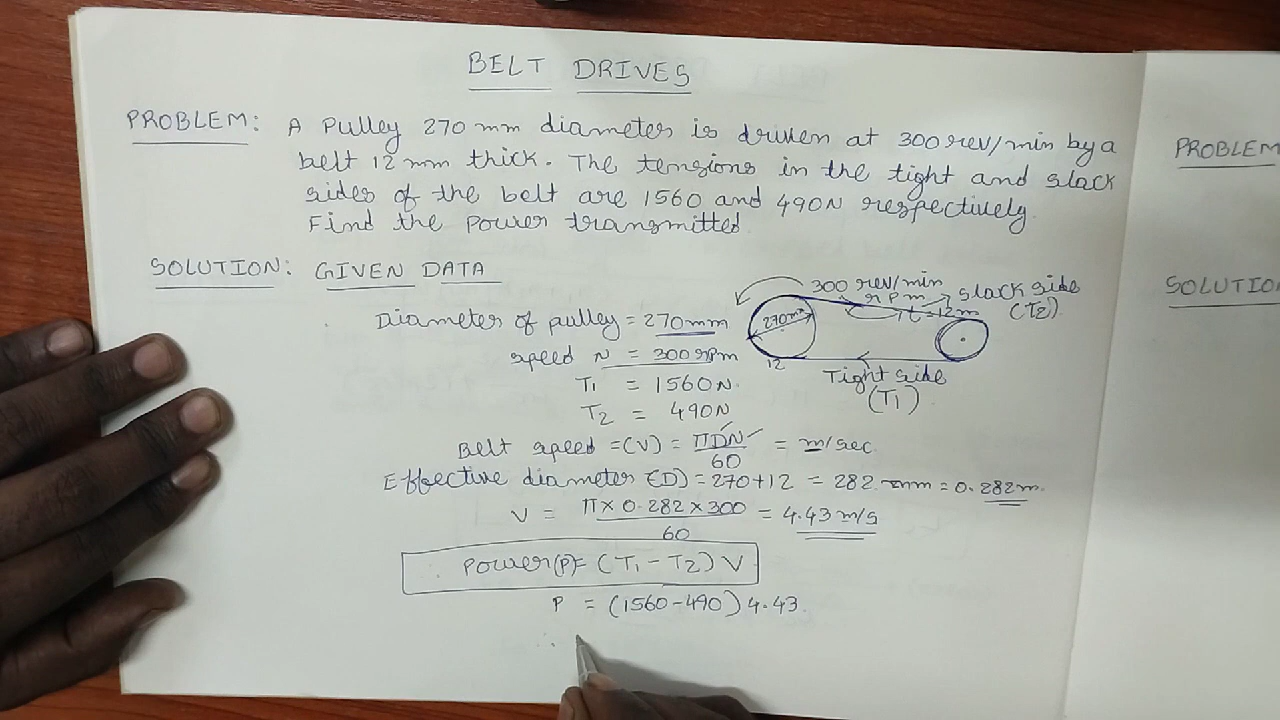 BELT DRIVES
PROBLEM: A Pulley 270 mm diameter is driven at 300 rev/min by a
belt 12 mm thick. The tensions in the tight and slack
sides of the belt are 1560 and 490N respectively.
Find the Power transmitted.
SOLUTION: GIVEN DATA
Diameter of pulley = 270mm
Speed N = 300 rpm
T1 = 1560N.
T2 = 490N
300 rev/min
rpm
slack side
(T2)
270mm
t=12m
12
Tight side
(T1)
Belt speed =(V) = ΠDN/60 = m/sec
Effective diameter (D) = 270+12 = 282 mm = 0.282m.
V = Π × 0.282 × 300/60 = 4.43 m/s
Power(P)= (T1 - T2) V
P = (1560-490) 4.43.
PROBLEM
SOLUTIO